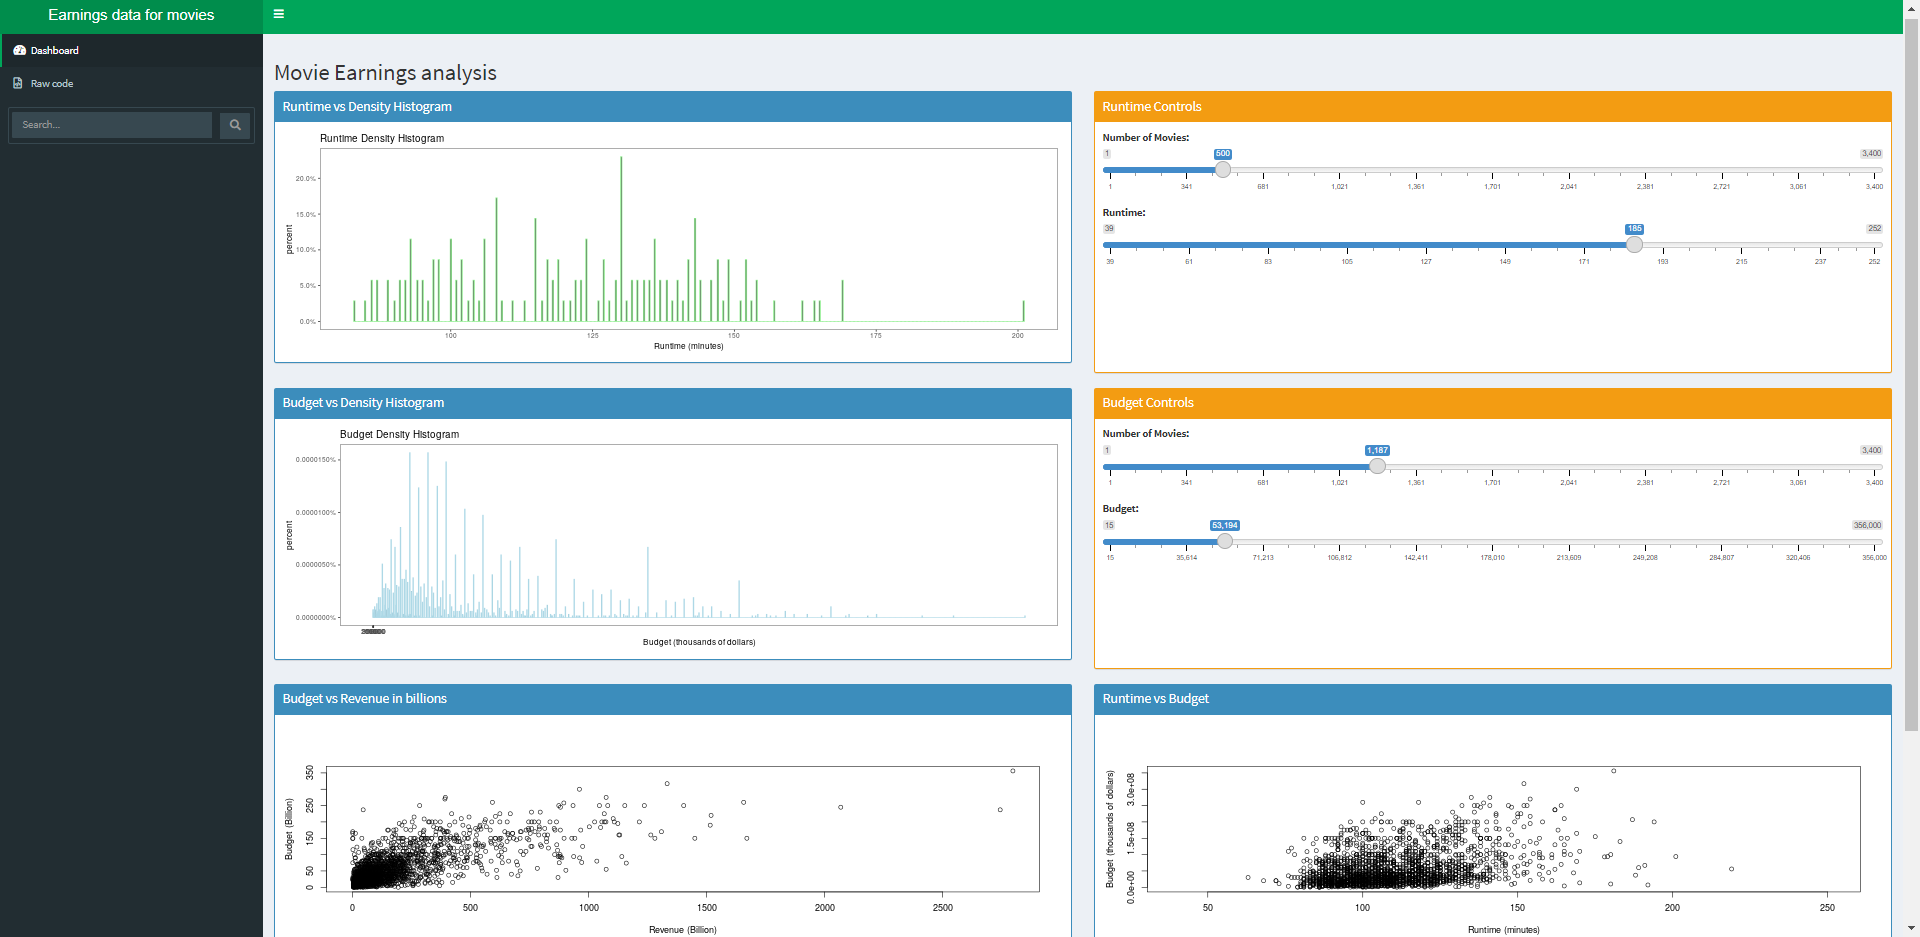 Earnings data for movies
Dashboard
Raw code
Search...
Movie Earnings analysis
Runtime vs Density Histogram
Runtime Density Histogram
percent
20.0%
15.0%
10.0%
5.0%
0.0%
100 125 150 175 200
Runtime (minutes)
Runtime Controls
Number of Movies:
1 500 3,400
1 341 681 1,021 1,361 1,701 2,041 2,381 2,721 3,061 3,400
Runtime:
39 185 252
39 61 83 105 127 149 171 193 215 237 252
Budget vs Density Histogram
Budget Density Histogram
percent
0.0000150%
0.0000100%
0.0000050%
0.0000000%
Budget (thousands of dollars)
Budget Controls
Number of Movies:
1 1,187 3,400
1 341 681 1,021 1,361 1,701 2,041 2,381 2,721 3,061 3,400
Budget:
15 53,194 356,000
15 35,614 71,213 106,812 142,411 178,010 213,609 249,208 284,807 320,406 356,000
Budget vs Revenue in billions
Budget (Billion)
350
250
150
50
0
0 500 1000 1500 2000 2500
Revenue (Billion)
Runtime vs Budget
Budget (thousands of dollars)
3.0e+08
1.5e+08
0.0e+00
50 100 150 200 250
Runtime (minutes)